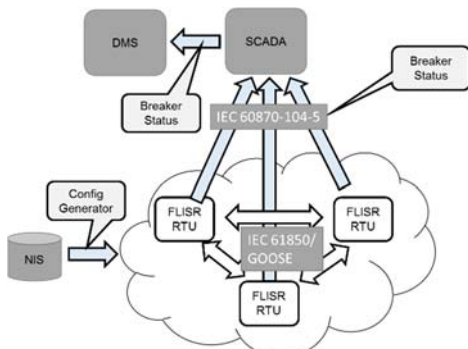 DMS
SCADA
Breaker
Status
Breaker
Status
IEC 60870-104-5
Config
Generator
FLISR
RTU
FLISR
RTU
IEC 61850/
GOOSE
NIS
FLISR
RTU